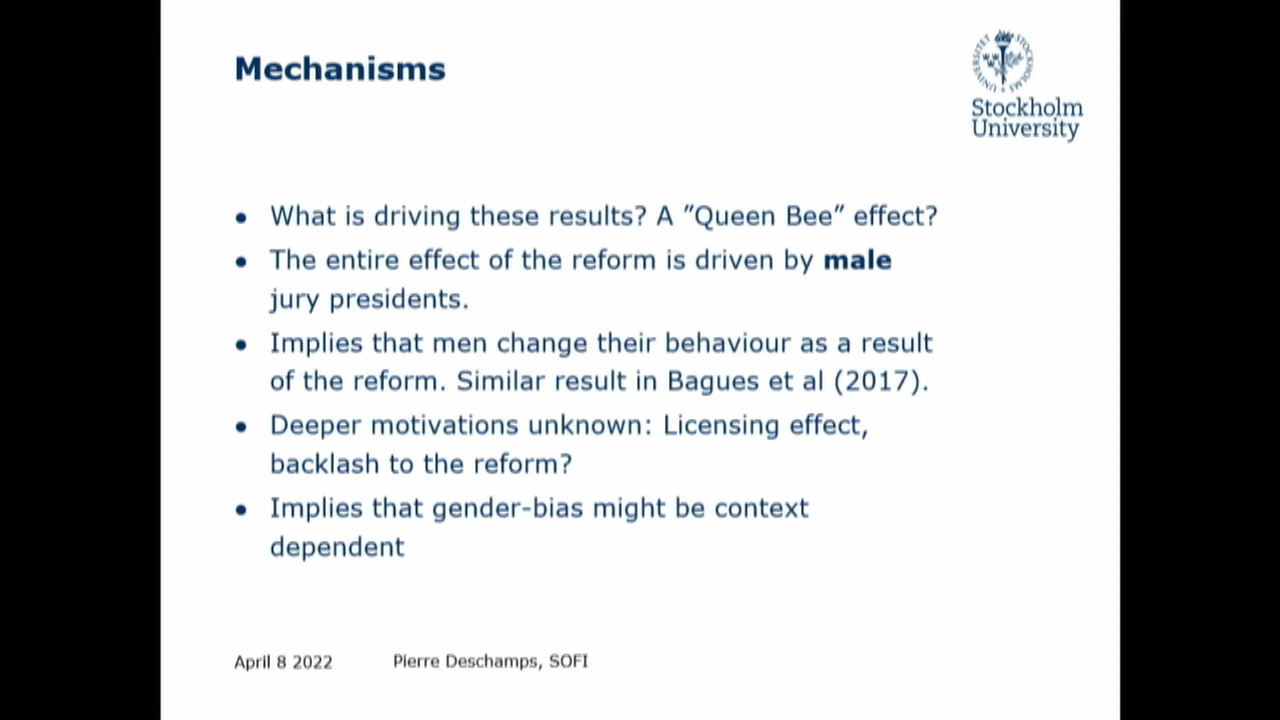 Mechanisms
Stockholm
University
• What is driving these results? A ”Queen Bee” effect?
• The entire effect of the reform is driven by male
jury presidents.
• Implies that men change their behaviour as a result
of the reform. Similar result in Bagues et al (2017).
• Deeper motivations unknown: Licensing effect,
backlash to the reform?
• Implies that gender-bias might be context
dependent
April 8 2022 Pierre Deschamps, SOFI